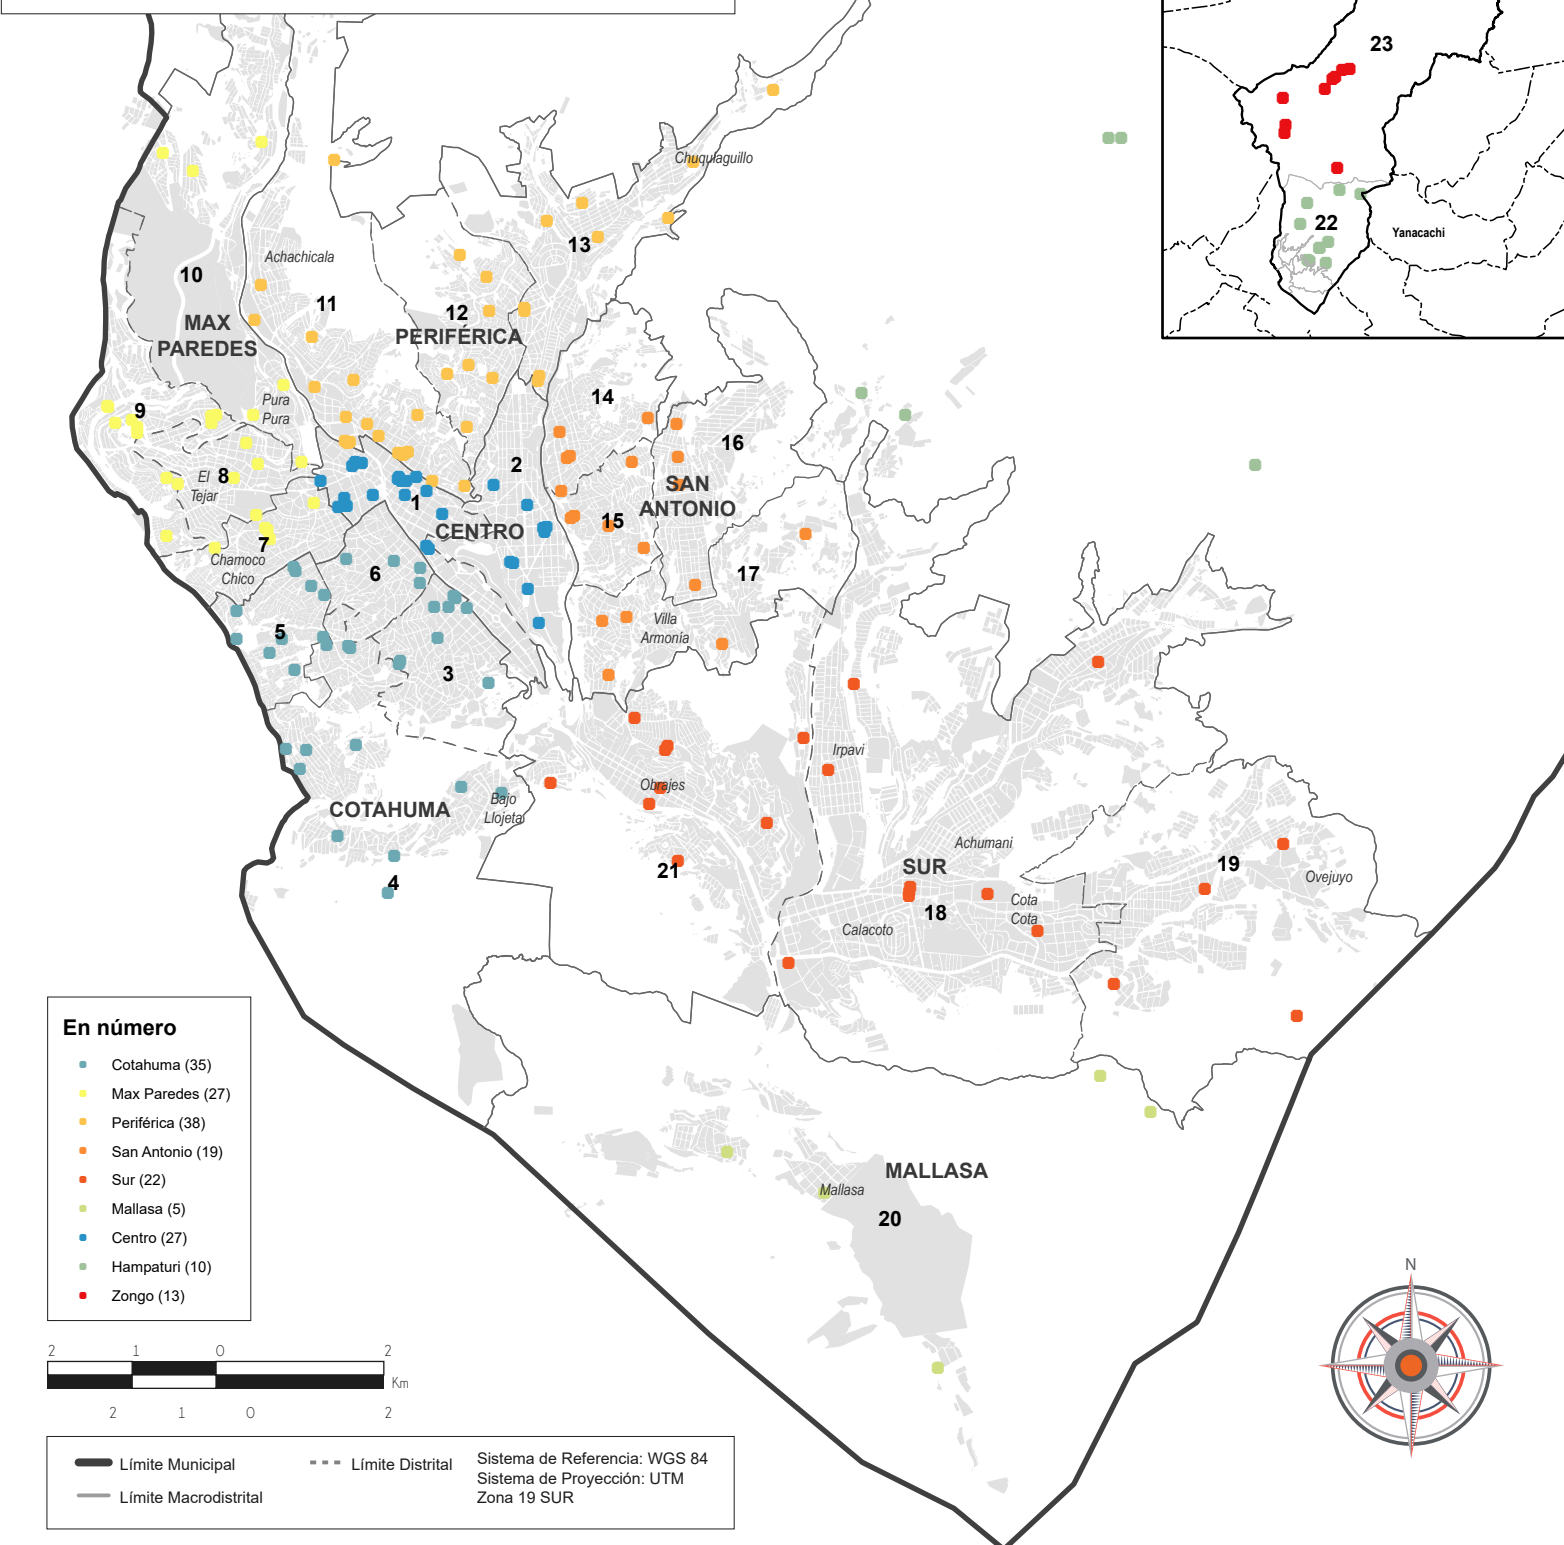 23
22
Yanacachi
Chuquiaguillo
13
Achachicala
10
11
12
PERIFÉRICA
MAX
PAREDES
9
Pura
Pura
14
16
8
El
Tejar
2
SAN
ANTONIO
1
CENTRO
15
7
Chamoco
Chico
6
17
5
Villa
Armonia
3
Irpavi
Obrajes
Bajo
Llojeta
COTAHUMA
Achumani
SUR
21
19
Ovejuyo
4
Cota
Cota
18
Calacoto
En número
Cotahuma (35)
Max Paredes (27)
Periférica (38)
San Antonio (19)
Sur (22)
Mallasa (5)
Centro (27)
Hampaturi (10)
Zongo (13)
MALLASA
Mallasa
20
N
2 1 0 2
Km
2 1 0 2
Límite Municipal
Límite Distrital
Límite Macrodistrital
Sistema de Referencia: WGS 84
Sistema de Proyección: UTM
Zona 19 SUR